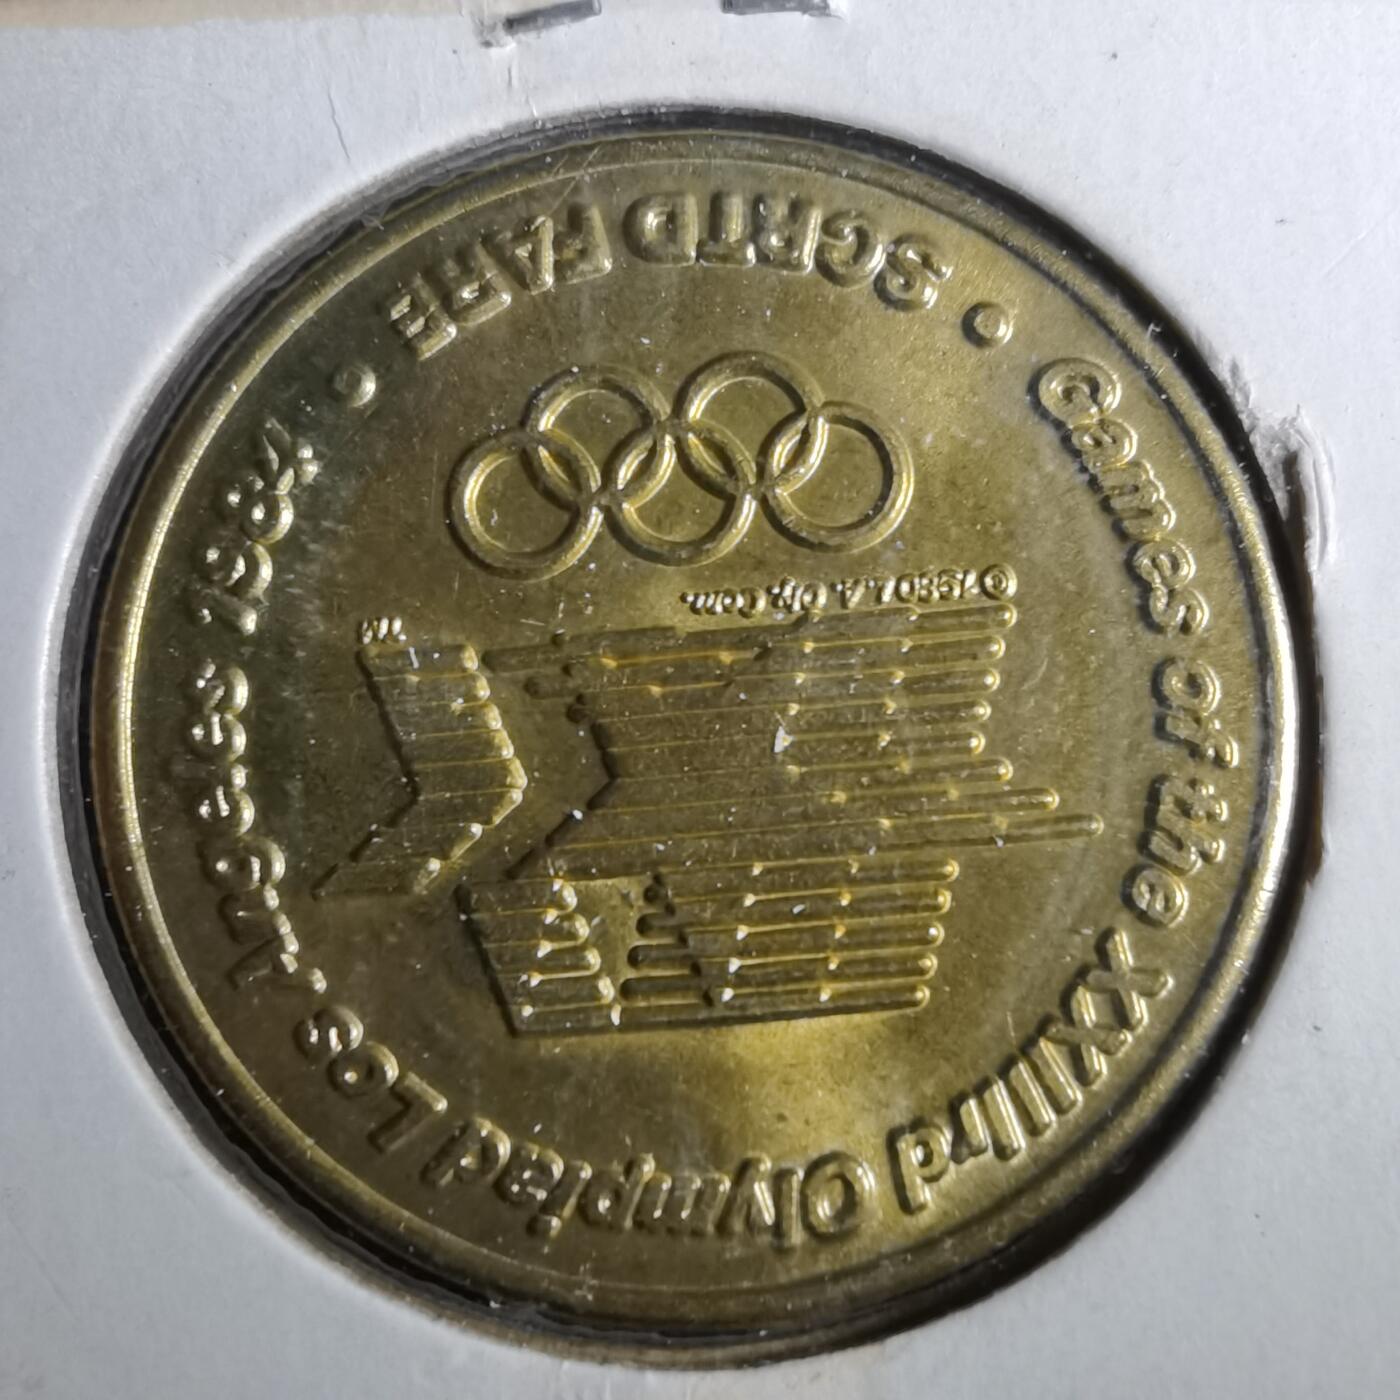 Games of the XXIIIrd Olympiad Los Angeles 1984
• SCRTD FARE •
© 1980 L.A. Oly. Com.
TM